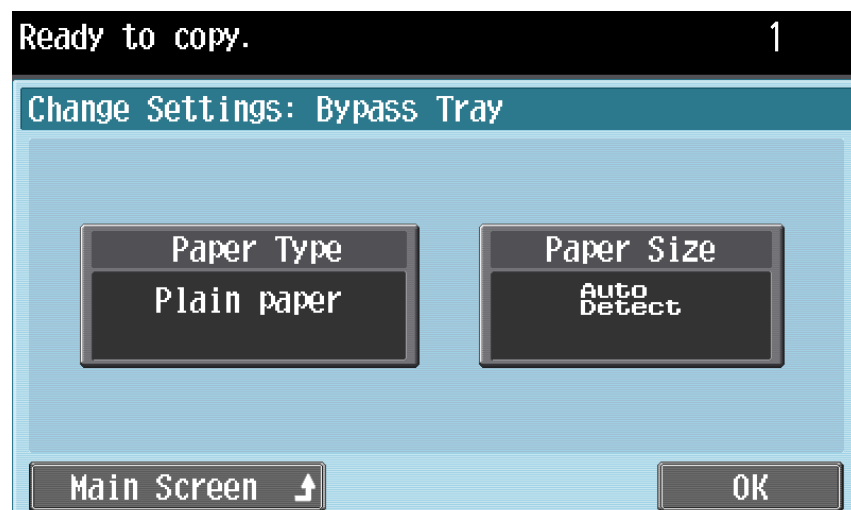 Ready to copy. 1
Change Settings: Bypass Tray
Paper Type
Plain paper
Paper Size
Auto
Detect
Main Screen
OK